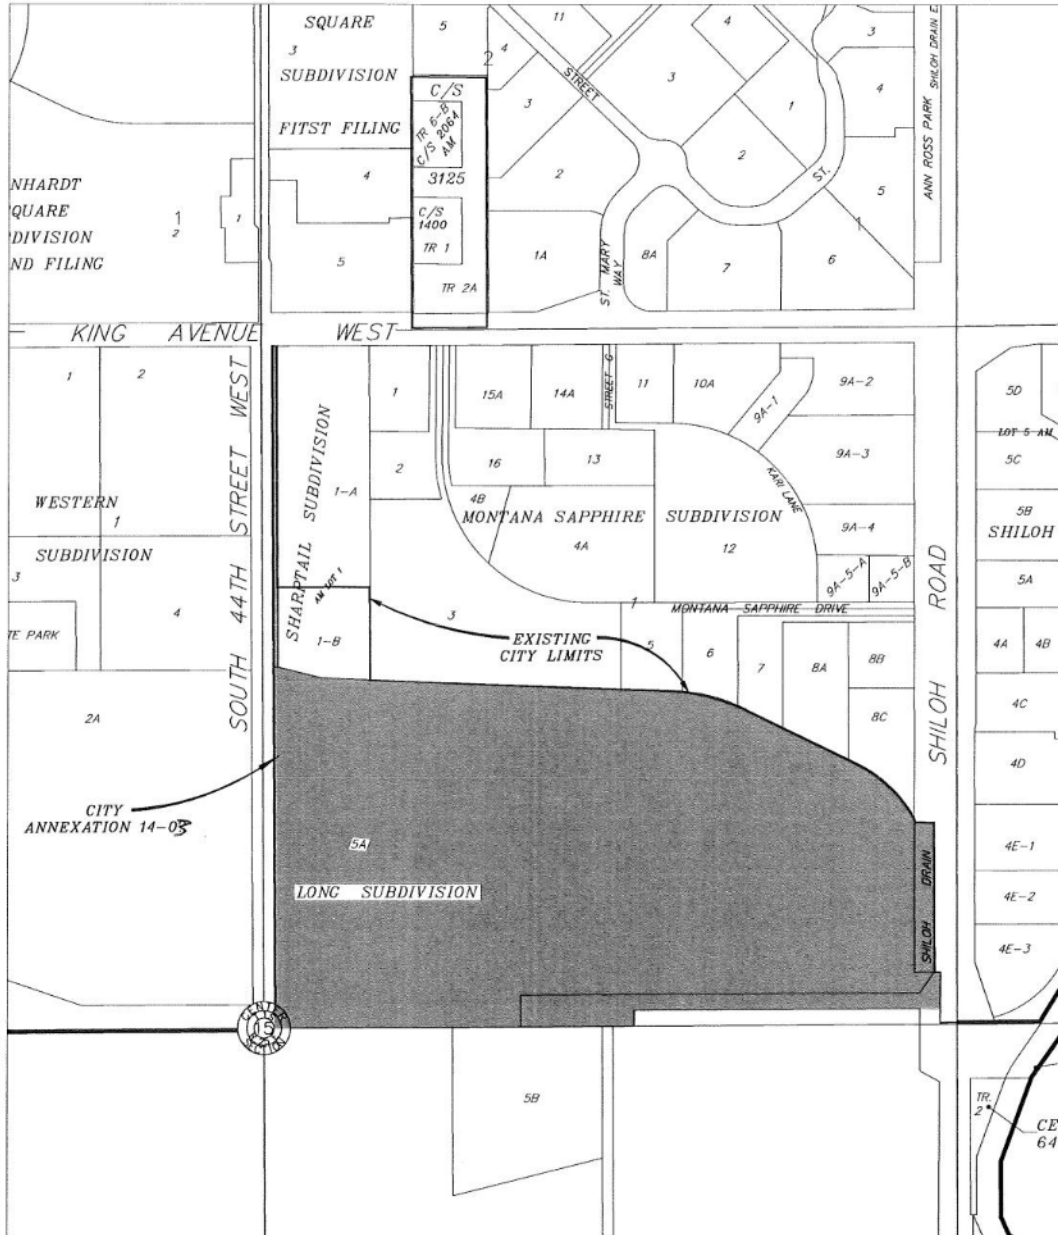 SQUARE
3
SUBDIVISION
FITST FILING
4
5
5
2
C/S
TR 6-B
C/S 2064
AM
3125
C/S
1400
TR 1
TR 2A
11
4
3
STREET
3
2
1A
ST. MARY
WAY
8A
7
4
1
2
ST.
6
1
3
4
5
ANN ROSS PARK
SHILOH DRAIN E
NHARDT
QUARE
DIVISION
ND FILING
1
2
1
KING AVENUE WEST
SOUTH 44TH STREET WEST
1
2
WESTERN
1
SUBDIVISION
3
4
TE PARK
2A
SHARPTAIL SUBDIVISION
AM LOT 1
1-A
1-B
1
2
15A
14A
STREET G
11
10A
9A-1
9A-2
9A-3
9A-4
9A-5-A
9A-5-B
KARI LANE
16
13
4B
MONTANA SAPPHIRE SUBDIVISION
4A
12
1
MONTANA SAPPHIRE DRIVE
3
EXISTING
CITY LIMITS
5
6
7
8A
8B
8C
SHILOH ROAD
5D
LOT 5 AM
5C
5B
SHILOH
5A
4A
4B
4C
4D
4E-1
4E-2
4E-3
CITY
ANNEXATION 14-03
5A
LONG SUBDIVISION
SHILOH DRAIN
CENTER
15
SECTION
5B
TR.
2
CE
64